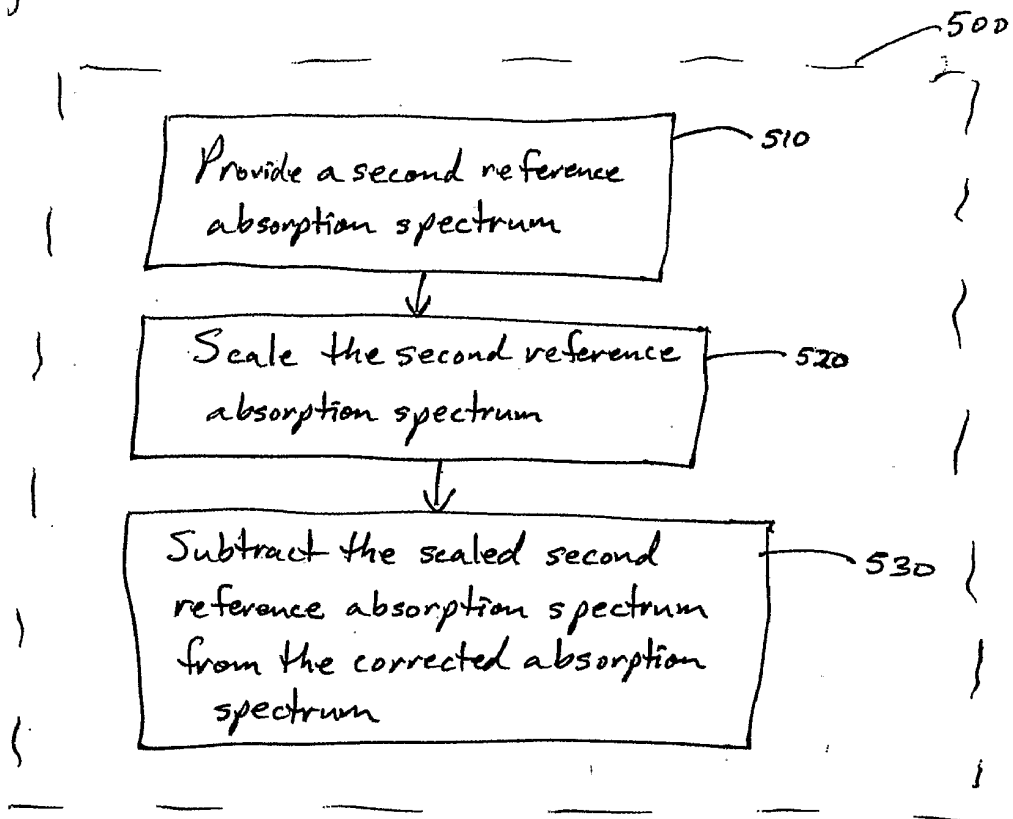 500
510
Provide a second reference
absorption spectrum
520
Scale the second reference
absorption spectrum
530
Subtract the scaled second
reference absorption spectrum
from the corrected absorption
spectrum